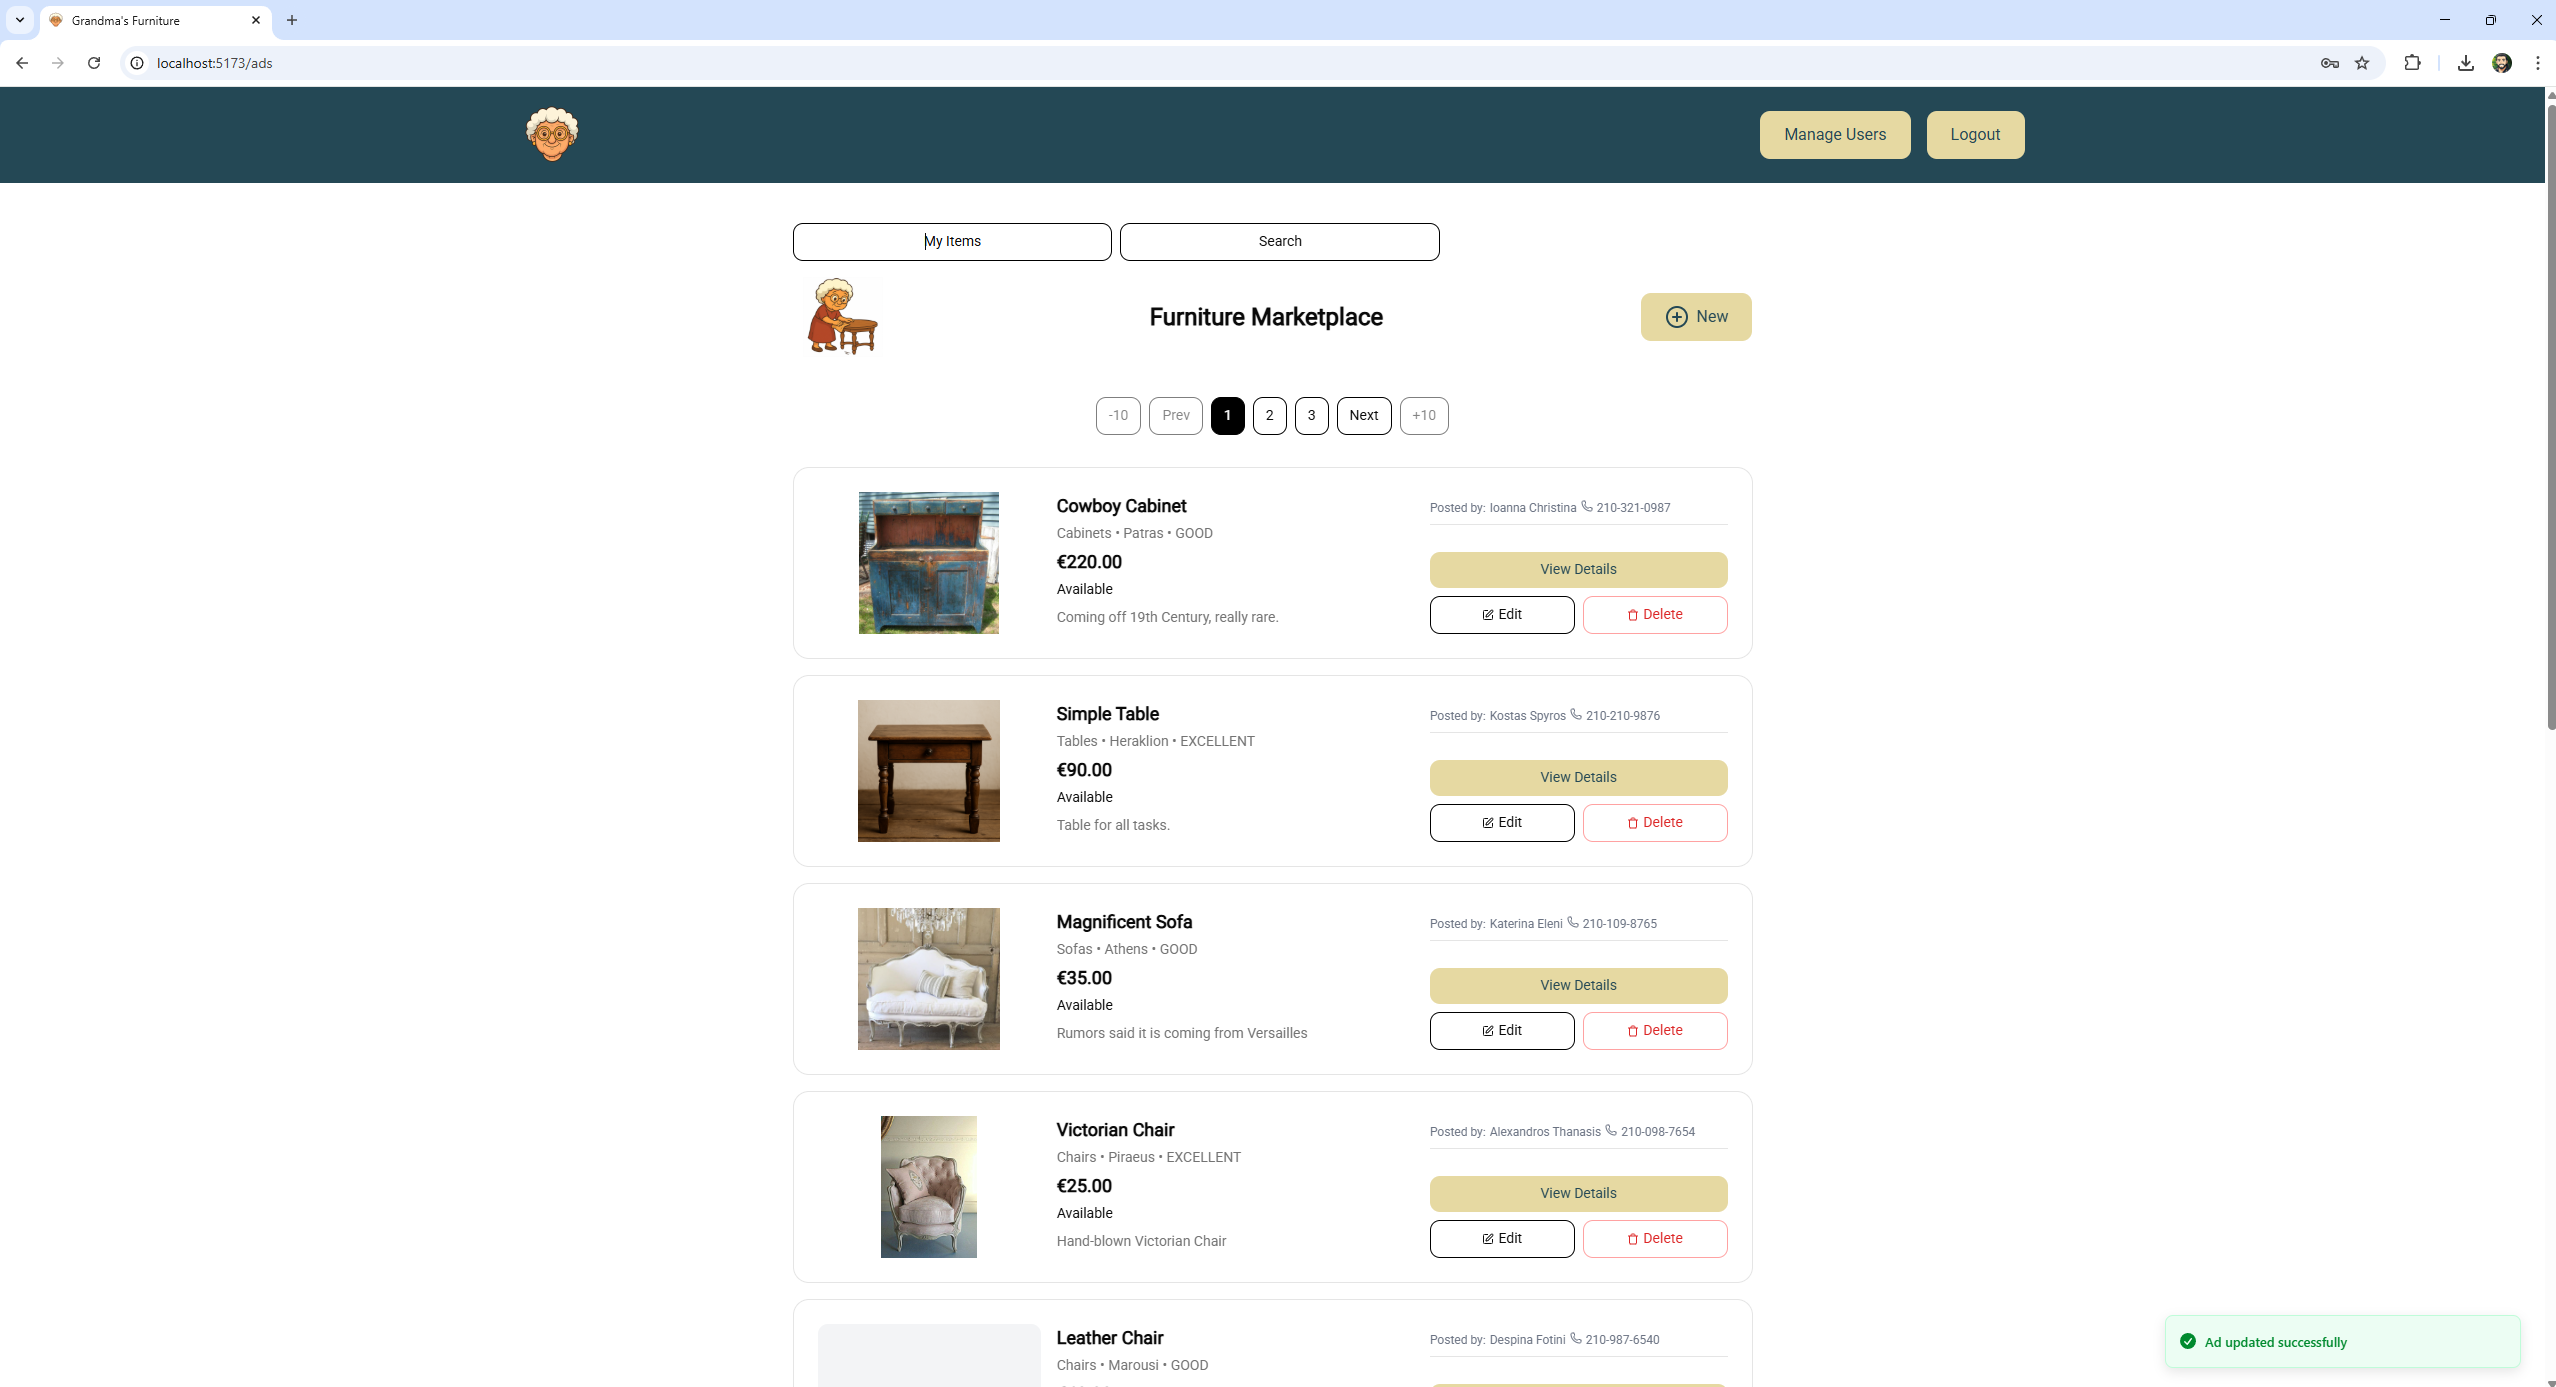 Grandma's Furniture
localhost:5173/ads
Manage Users
Logout
My Items
Search
Furniture Marketplace
New
-10 Prev 1 2 3 Next +10
Cowboy Cabinet
Cabinets • Patras • GOOD
€220.00
Available
Coming off 19th Century, really rare.
Posted by: Ioanna Christina 210-321-0987
View Details
Edit
Delete
Simple Table
Tables • Heraklion • EXCELLENT
€90.00
Available
Table for all tasks.
Posted by: Kostas Spyros 210-210-9876
View Details
Edit
Delete
Magnificent Sofa
Sofas • Athens • GOOD
€35.00
Available
Rumors said it is coming from Versailles
Posted by: Katerina Eleni 210-109-8765
View Details
Edit
Delete
Victorian Chair
Chairs • Piraeus • EXCELLENT
€25.00
Available
Hand-blown Victorian Chair
Posted by: Alexandros Thanasis 210-098-7654
View Details
Edit
Delete
Leather Chair
Chairs • Marousi • GOOD
Posted by: Despina Fotini 210-987-6540
Ad updated successfully